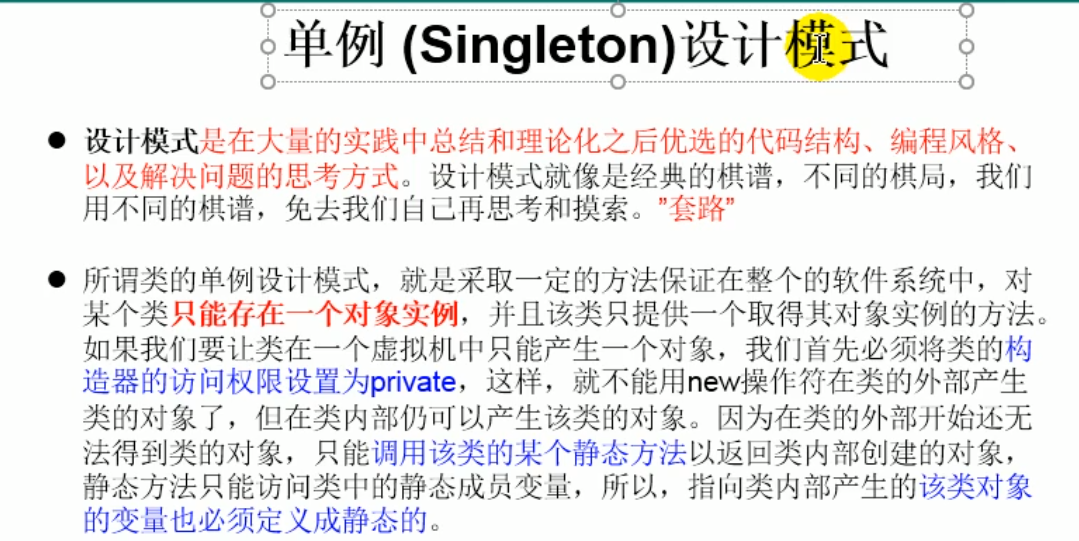 单例 (Singleton)设计模式
● 设计模式是在大量的实践中总结和理论化之后优选的代码结构、编程风格、
以及解决问题的思考方式。设计模式就像是经典的棋谱，不同的棋局，我们
用不同的棋谱，免去我们自己再思考和摸索。”套路”
● 所谓类的单例设计模式，就是采取一定的方法保证在整个的软件系统中，对
某个类只能存在一个对象实例，并且该类只提供一个取得其对象实例的方法。
如果我们要让类在一个虚拟机中只能产生一个对象，我们首先必须将类的构
造器的访问权限设置为private，这样，就不能用new操作符在类的外部产生
类的对象了，但在类内部仍可以产生该类的对象。因为在类的外部开始还无
法得到类的对象，只能调用该类的某个静态方法以返回类内部创建的对象，
静态方法只能访问类中的静态成员变量，所以，指向类内部产生的该类对象
的变量也必须定义成静态的。